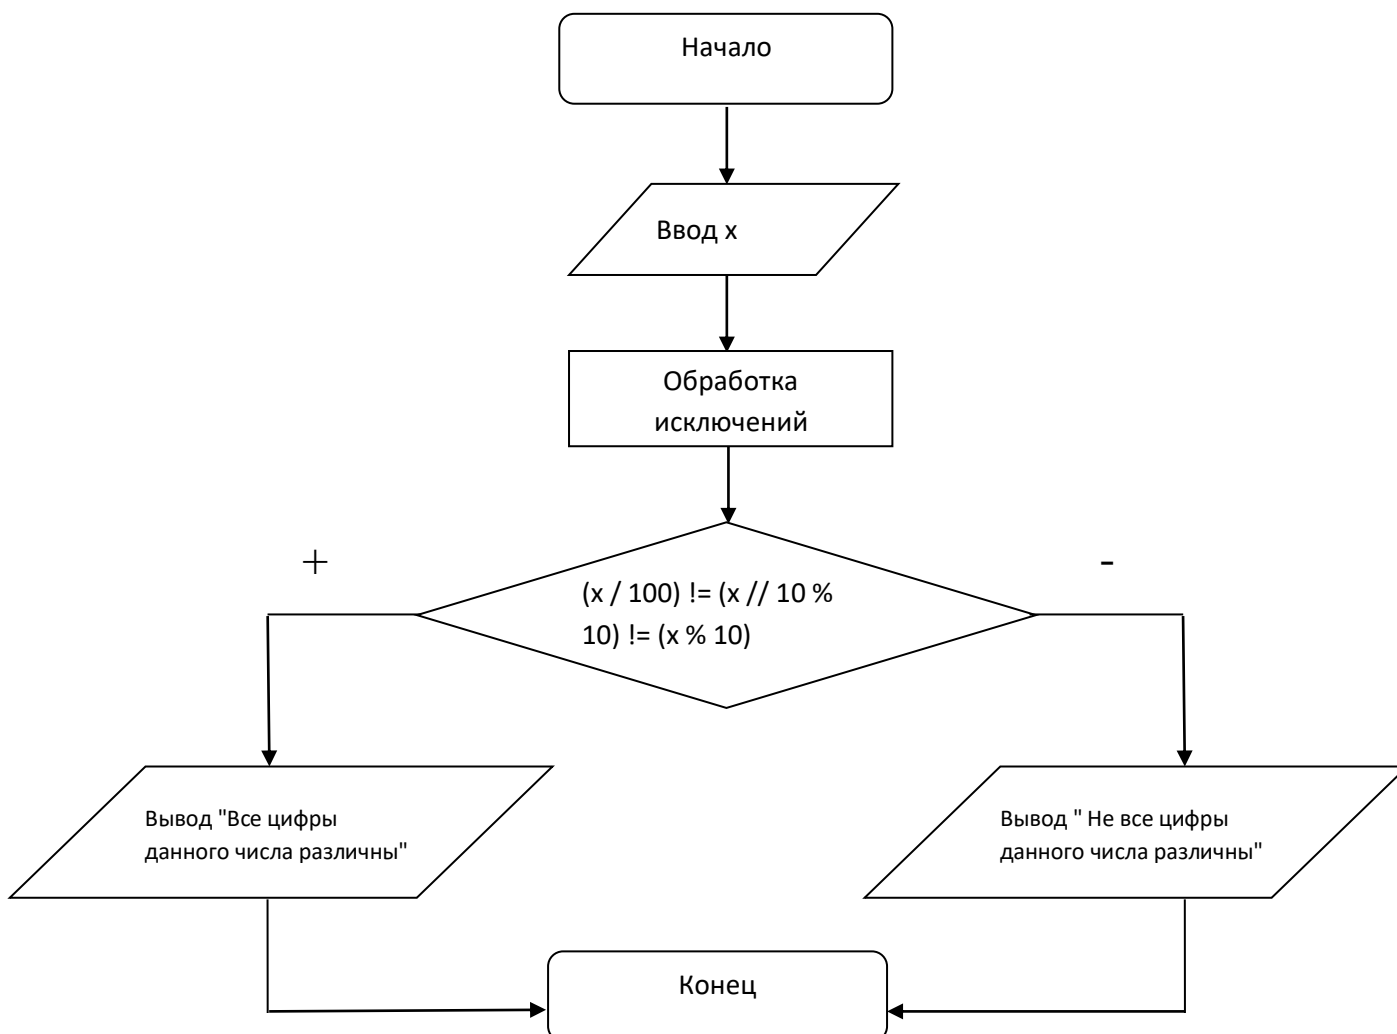 Начало
Ввод x
Обработка
исключений
+
-
(x / 100) != (x // 10 %
10) != (x % 10)
Вывод "Все цифры
данного числа различны"
Вывод " Не все цифры
данного числа различны"
Конец